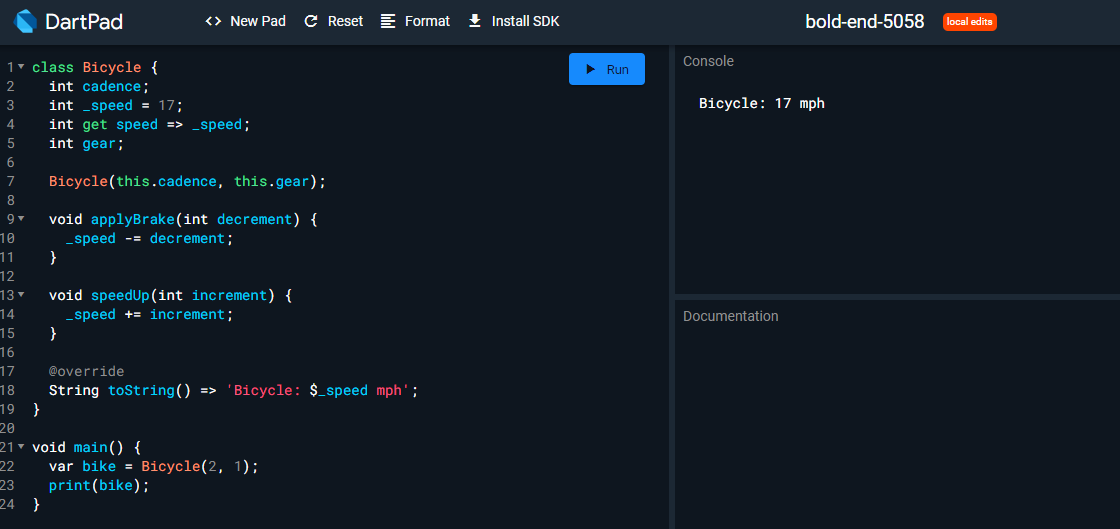 DartPad <> New Pad Reset Format Install SDK bold-end-5058 local edits
1 class Bicycle {
2 int cadence;
3 int _speed = 17;
4 int get speed => _speed;
5 int gear;
6
7 Bicycle(this.cadence, this.gear);
8
9 void applyBrake(int decrement) {
10 _speed -= decrement;
11 }
12
13 void speedUp(int increment) {
14 _speed += increment;
15 }
16
17 @override
18 String toString() => 'Bicycle: $_speed mph';
19 }
20
21 void main() {
22 var bike = Bicycle(2, 1);
23 print(bike);
24 }
Run
Console
Bicycle: 17 mph
Documentation